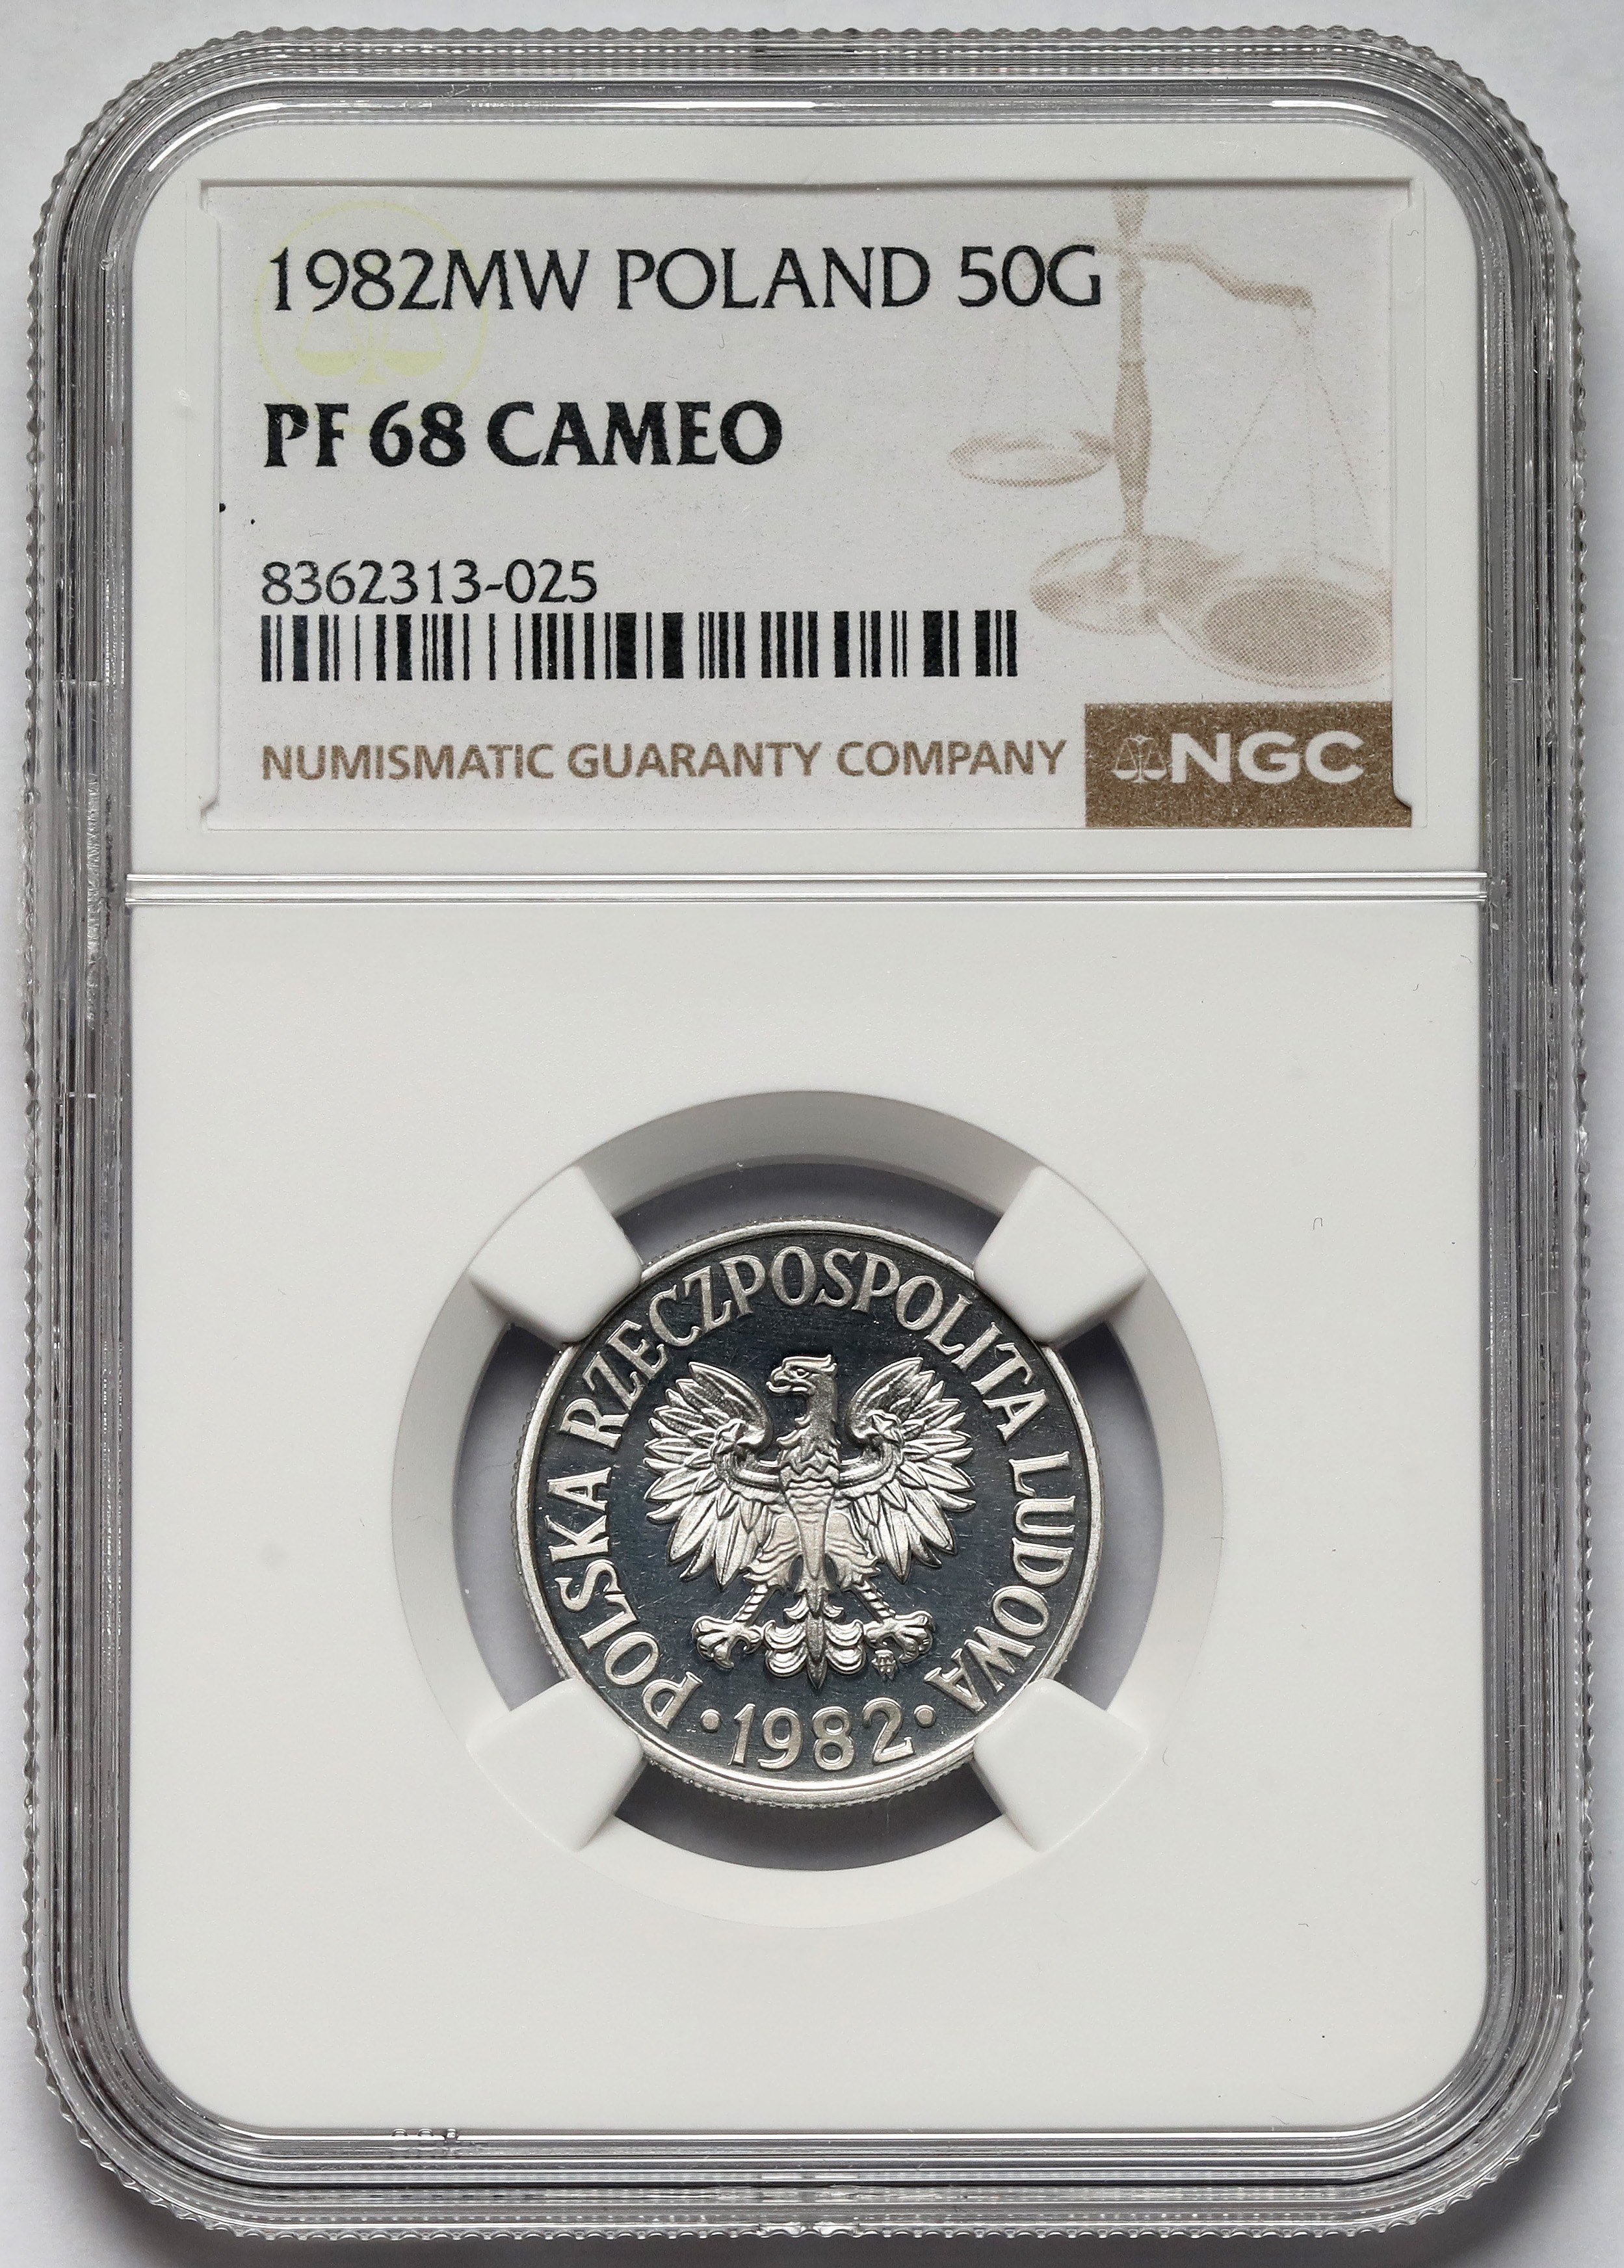 1982MW POLAND 50G
PF 68 CAMEO
8362313-025
NUMISMATIC GUARANTY COMPANY
NGC
POLSKA RZECZPOSPOLITA LUDOWA
·1982·